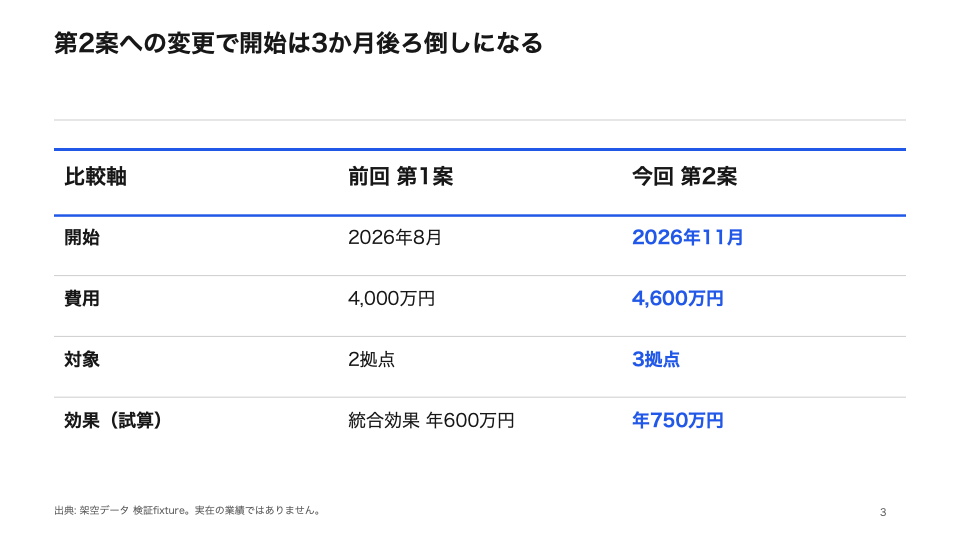 第2案への変更で開始は3か月後ろ倒しになる
比較軸 前回 第1案 今回 第2案
開始 2026年8月 2026年11月
費用 4,000万円 4,600万円
対象 2拠点 3拠点
効果（試算） 統合効果 年600万円 年750万円
出典: 架空データ 検証fixture。実在の業績ではありません。 3